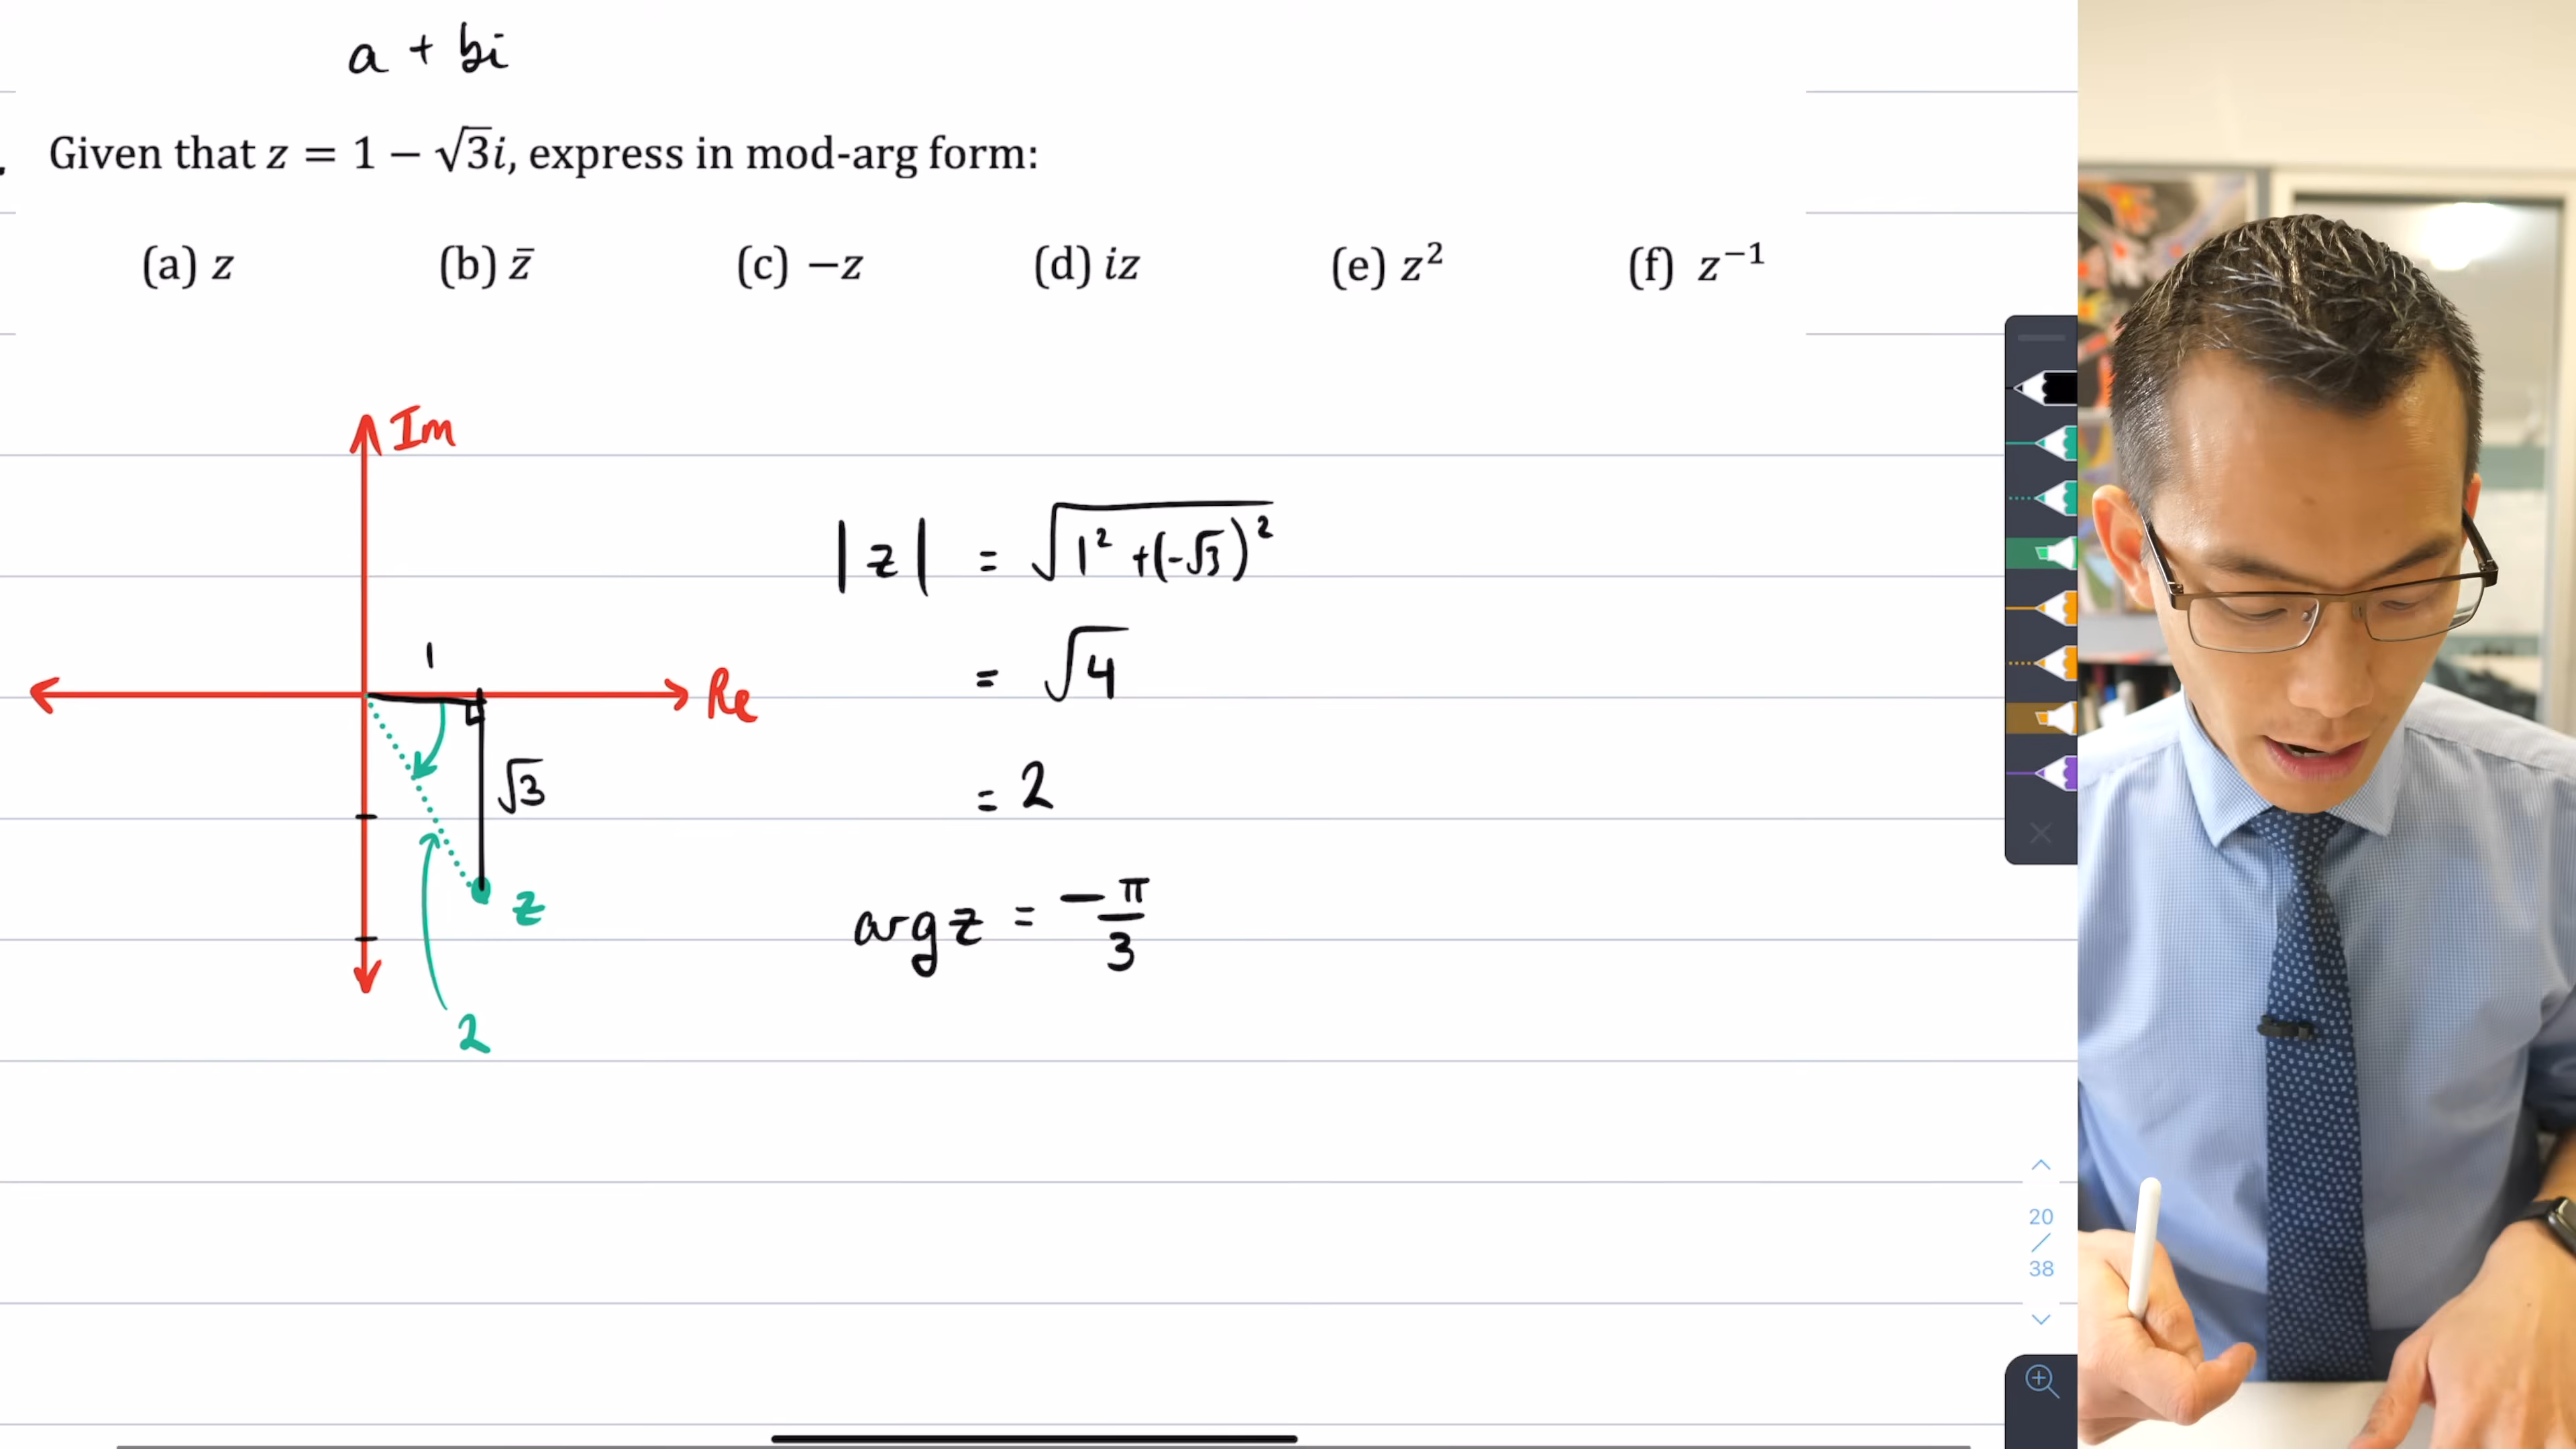 a + bi
Given that z = 1 − √3i, express in mod-arg form:
(a) z (b) z̄ (c) −z (d) iz (e) z² (f) z⁻¹
Im
|z| = √(1² + (-√3)²)
= √4
1
Re
√3
= 2
z
arg z = -π/3
2
20
/
38